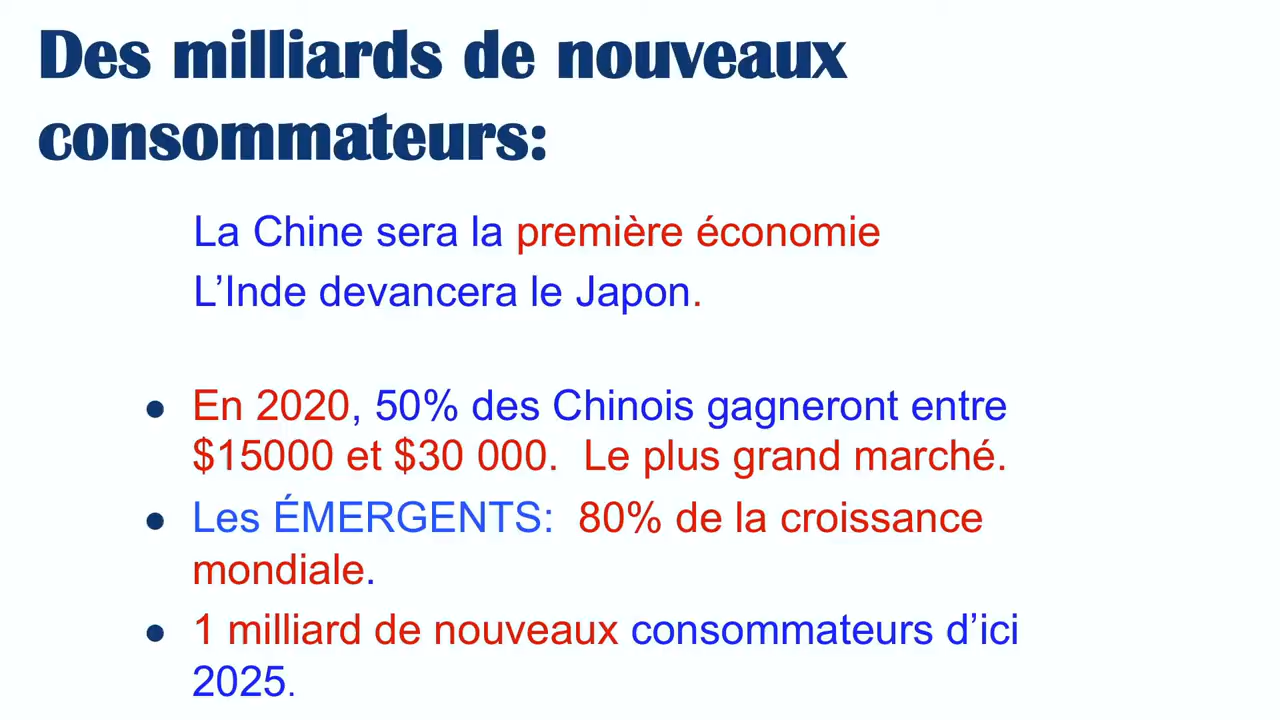 Des milliards de nouveaux
consommateurs:
La Chine sera la première économie
L’Inde devancera le Japon.
• En 2020, 50% des Chinois gagneront entre
$15000 et $30 000.  Le plus grand marché.
• Les ÉMERGENTS:  80% de la croissance
mondiale.
• 1 milliard de nouveaux consommateurs d’ici
2025.